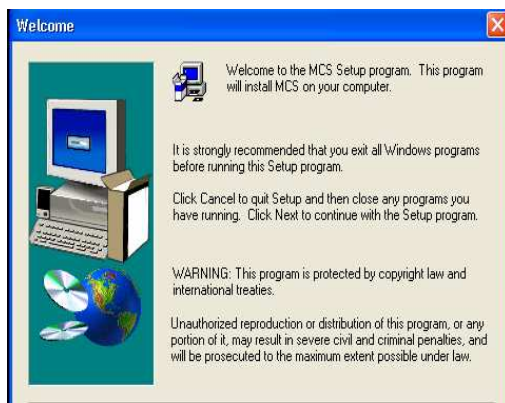 Welcome
Welcome to the MCS Setup program. This program
will install MCS on your computer.
It is strongly recommended that you exit all Windows programs
before running this Setup program.
Click Cancel to quit Setup and then close any programs you
have running. Click Next to continue with the Setup program.
WARNING: This program is protected by copyright law and
international treaties.
Unauthorized reproduction or distribution of this program, or any
portion of it, may result in severe civil and criminal penalties, and
will be prosecuted to the maximum extent possible under law.